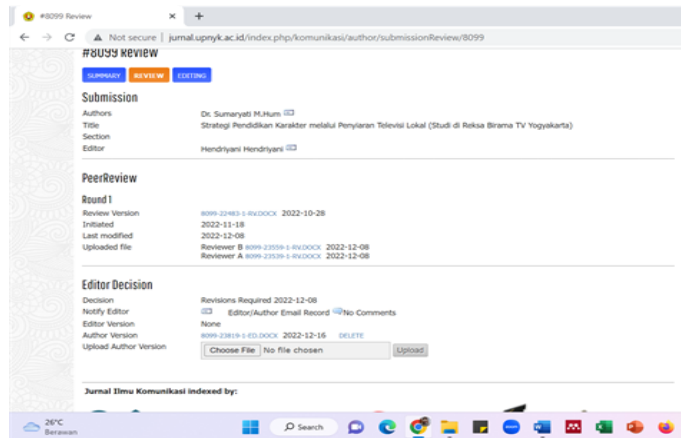 #8099 Review
Not secure | jurnal.upnyk.ac.id/index.php/komunikasi/author/submissionReview/8099
#8099 Review
SUMMARY REVIEW EDITING
Submission
Authors Dr. Sumaryati M.Hum
Title Strategi Pendidikan Karakter melalui Penyiaran Televisi Lokal (Studi di Reksa Birama TV Yogyakarta)
Section
Editor Hendriyani Hendriyani
PeerReview
Round 1
Review Version 8099-22483-1-RV.DOCX 2022-10-28
Initiated 2022-11-18
Last modified 2022-12-08
Uploaded file Reviewer B 8099-23559-1-RV.DOCX 2022-12-08
Reviewer A 8099-23539-1-RV.DOCX 2022-12-08
Editor Decision
Decision Revisions Required 2022-12-08
Notify Editor Editor/Author Email Record No Comments
Editor Version None
Author Version 8099-23819-1-ED.DOCX 2022-12-16 DELETE
Upload Author Version Choose File No file chosen Upload
Jurnal Ilmu Komunikasi indexed by:
26°C
Berawan
Search